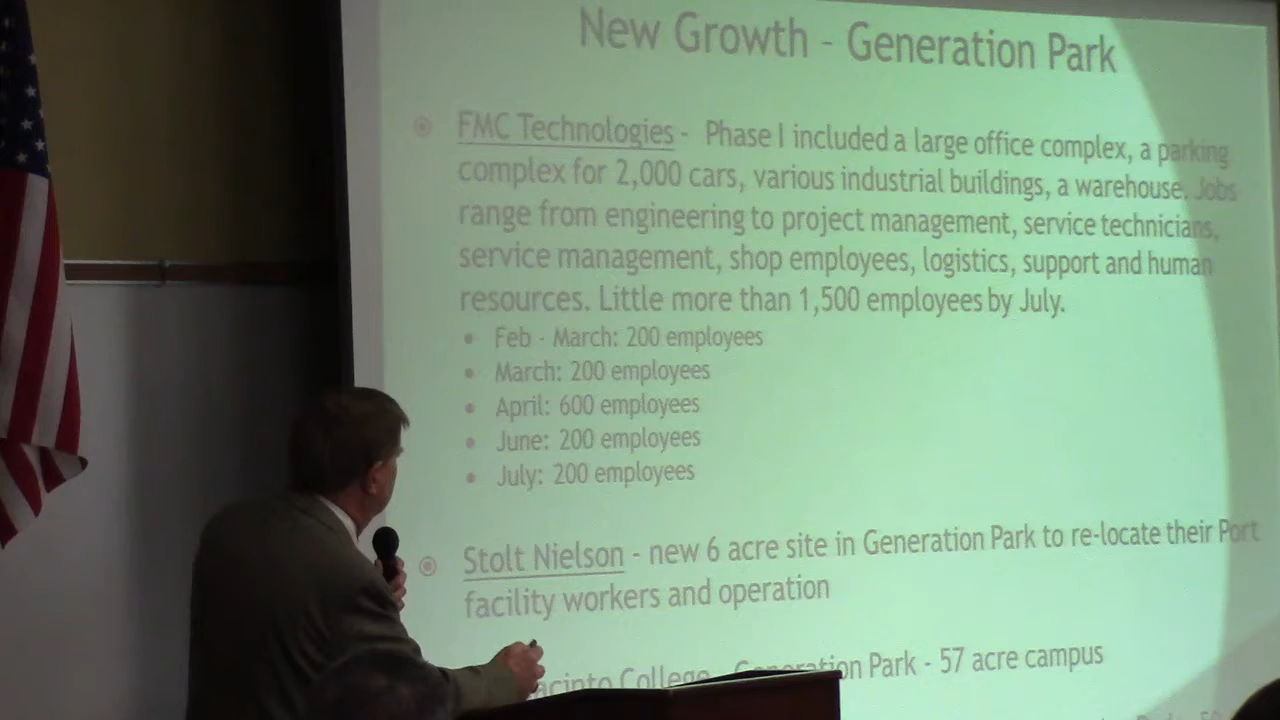 New Growth - Generation Park
FMC Technologies - Phase I included a large office complex, a parking
complex for 2,000 cars, various industrial buildings, a warehouse. Jobs
range from engineering to project management, service technicians,
service management, shop employees, logistics, support and human
resources. Little more than 1,500 employees by July.
Feb - March: 200 employees
March: 200 employees
April: 600 employees
June: 200 employees
July: 200 employees
Stolt Nielson - new 6 acre site in Generation Park to re-locate their Port
facility workers and operation
acinto College - Generation Park - 57 acre campus